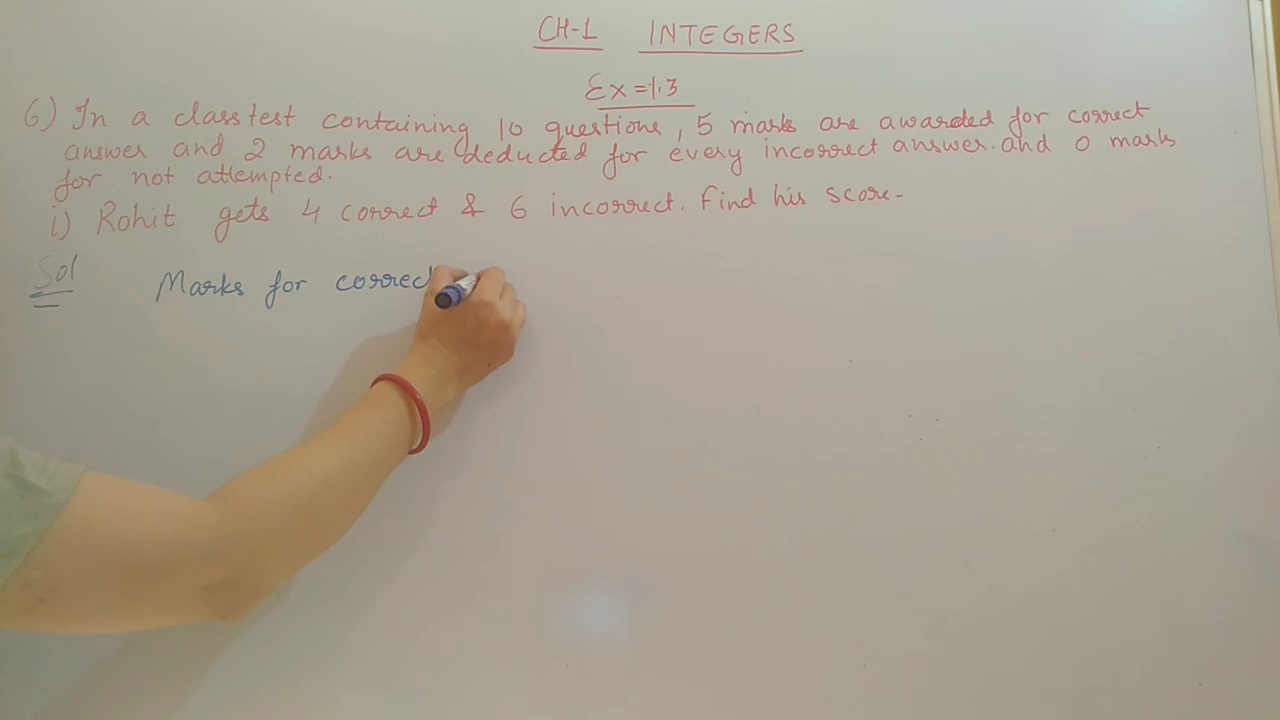 CH-1 INTEGERS
Ex = 1.3
6) In a class test containing 10 questions, 5 marks are awarded for correct
answer and 2 marks are deducted for every incorrect answer. and 0 marks
for not attempted.
i) Rohit gets 4 correct & 6 incorrect. Find his score-
Sol Marks for correct